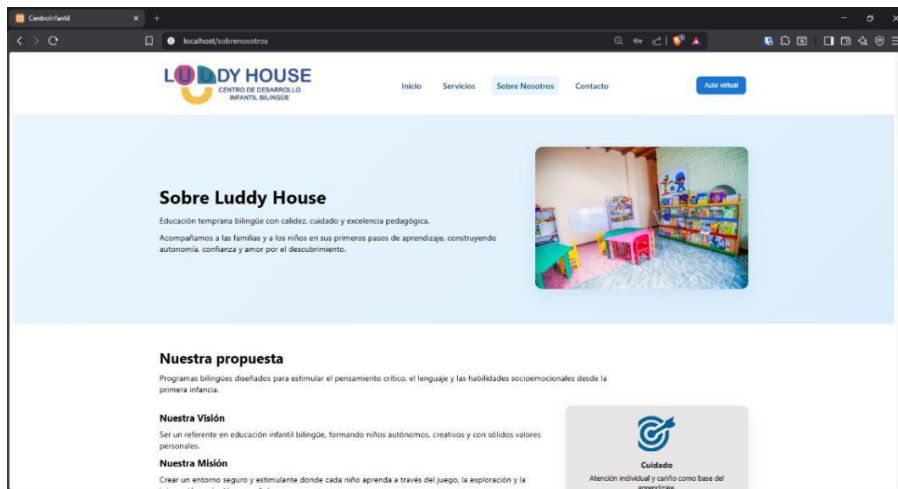 CentroInfantil
localhost/sobrenosotros
LUDDY HOUSE
CENTRO DE DESARROLLO
INFANTIL BILINGÜE
Inicio
Servicios
Sobre Nosotros
Contacto
Aula virtual
Sobre Luddy House
Educación temprana bilingüe con calidez, cuidado y excelencia pedagógica.
Acompañamos a las familias y a los niños en sus primeros pasos de aprendizaje, construyendo
autonomía, confianza y amor por el descubrimiento.
Nuestra propuesta
Programas bilingües diseñados para estimular el pensamiento crítico, el lenguaje y las habilidades socioemocionales desde la
primera infancia.
Nuestra Visión
Ser un referente en educación infantil bilingüe, formando niños autónomos, creativos y con sólidos valores
personales.
Nuestra Misión
Crear un entorno seguro y estimulante donde cada niño aprenda a través del juego, la exploración y la
Cuidado
Atención individual y cariño como base del
aprendizaje.